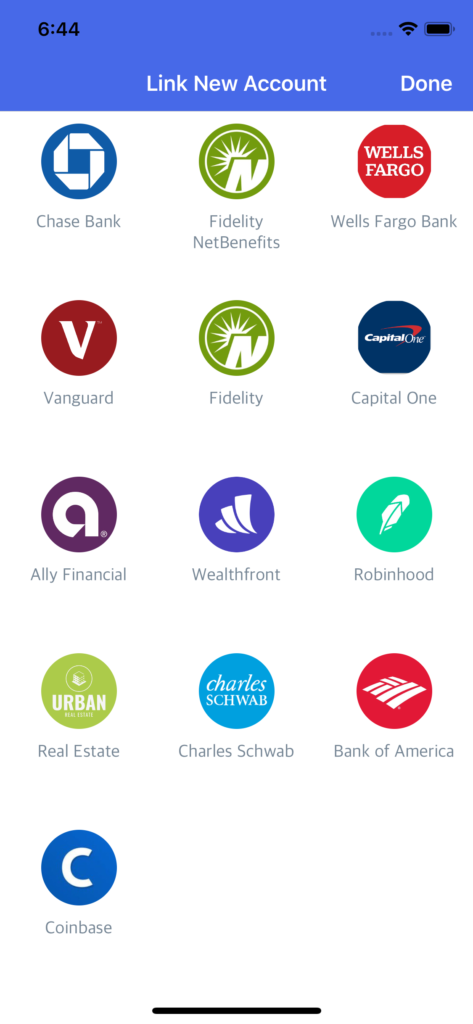 6:44
Link New Account
Done
WELLS
FARGO
Chase Bank
Fidelity
NetBenefits
Wells Fargo Bank
V
Capital One
Vanguard
Fidelity
Capital One
a®
Ally Financial
Wealthfront
Robinhood
URBAN
REAL ESTATE
charles
SCHWAB
Real Estate
Charles Schwab
Bank of America
C
Coinbase